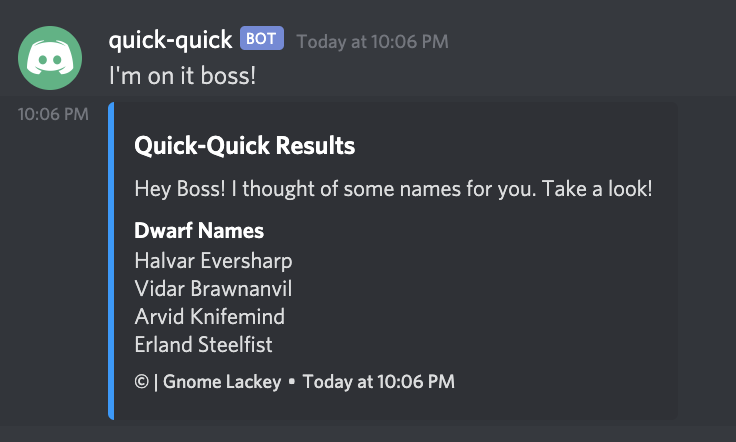 quick-quick BOT Today at 10:06 PM
I'm on it boss!
10:06 PM
Quick-Quick Results
Hey Boss! I thought of some names for you. Take a look!
Dwarf Names
Halvar Eversharp
Vidar Brawnanvil
Arvid Knifemind
Erland Steelfist
© | Gnome Lackey • Today at 10:06 PM